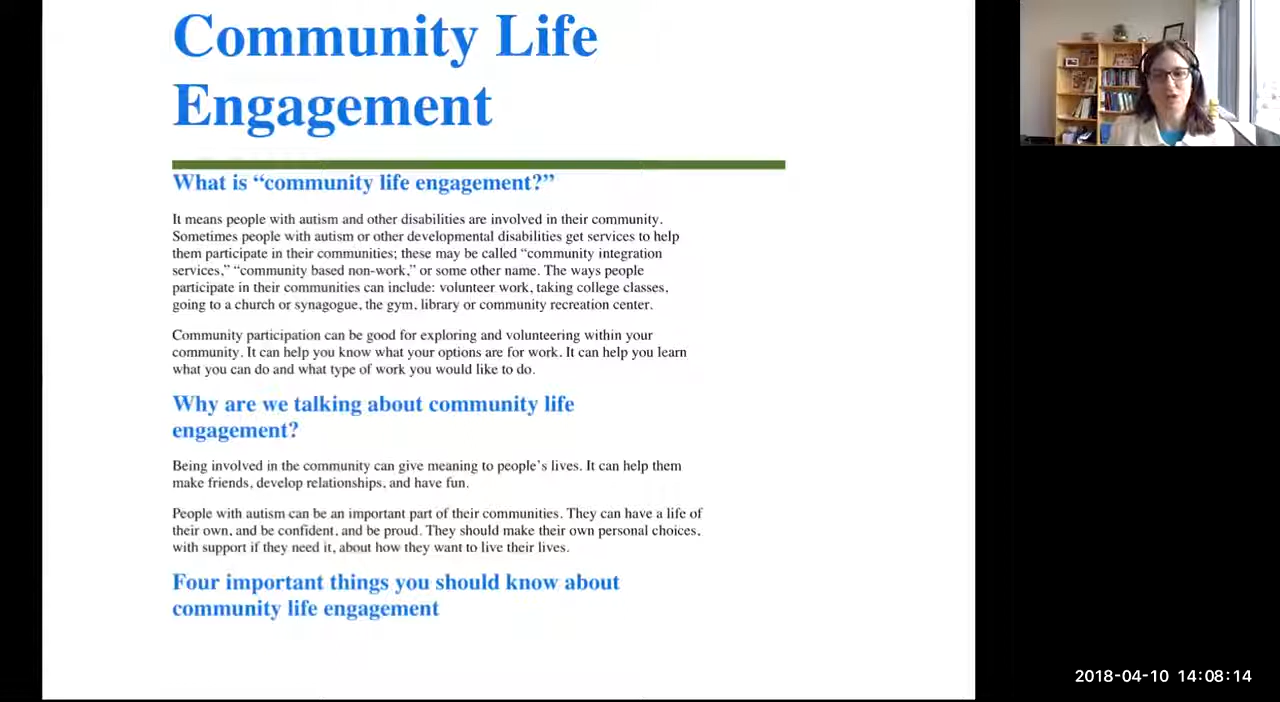 Community Life
Engagement
What is “community life engagement?”
It means people with autism and other disabilities are involved in their community.
Sometimes people with autism or other developmental disabilities get services to help
them participate in their communities; these may be called “community integration
services,” “community based non-work,” or some other name. The ways people
participate in their communities can include: volunteer work, taking college classes,
going to a church or synagogue, the gym, library or community recreation center.
Community participation can be good for exploring and volunteering within your
community. It can help you know what your options are for work. It can help you learn
what you can do and what type of work you would like to do.
Why are we talking about community life
engagement?
Being involved in the community can give meaning to people’s lives. It can help them
make friends, develop relationships, and have fun.
People with autism can be an important part of their communities. They can have a life of
their own, and be confident, and be proud. They should make their own personal choices,
with support if they need it, about how they want to live their lives.
Four important things you should know about
community life engagement
2018-04-10 14:08:14